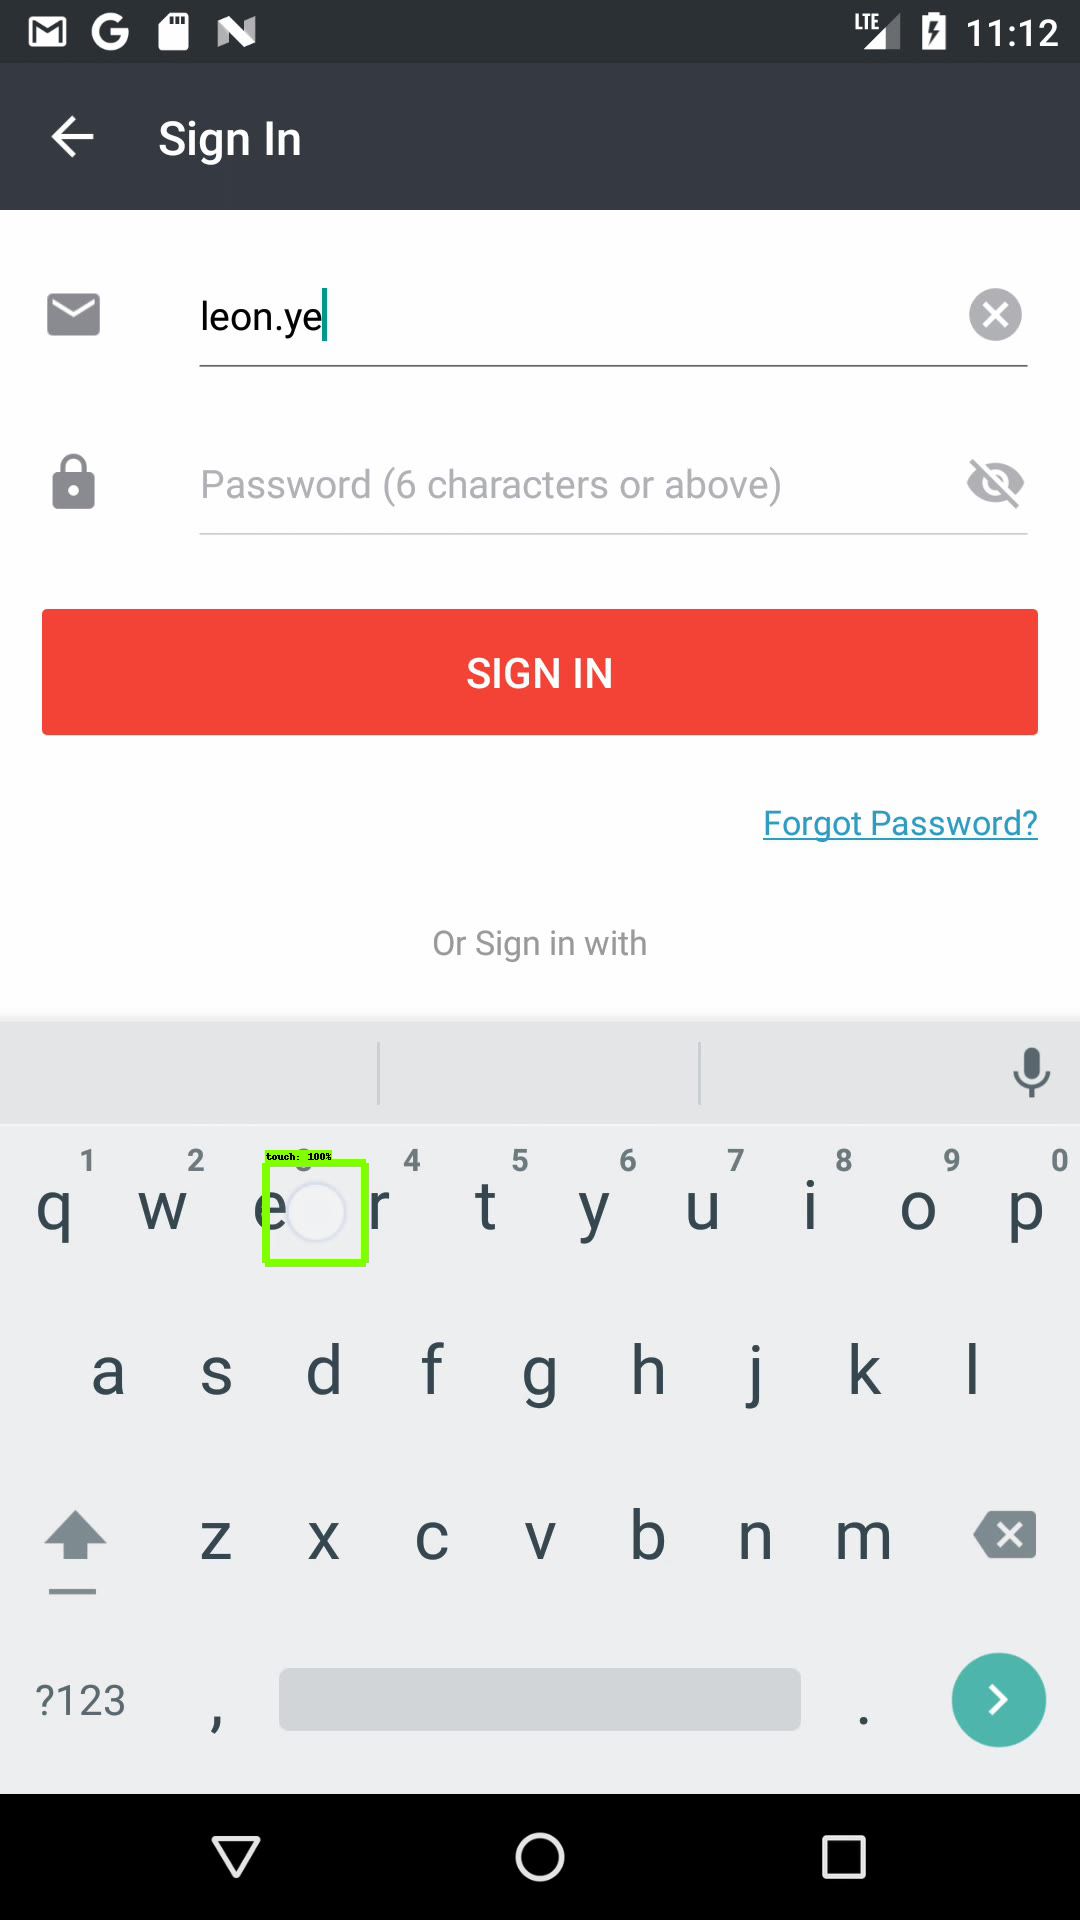 LTE 11:12
Sign In
leon.ye
Password (6 characters or above)
SIGN IN
Forgot Password?
Or Sign in with
touch: 100%
1 2 3 4 5 6 7 8 9 0
q w e r t y u i o p
a s d f g h j k l
z x c v b n m
?123 , .